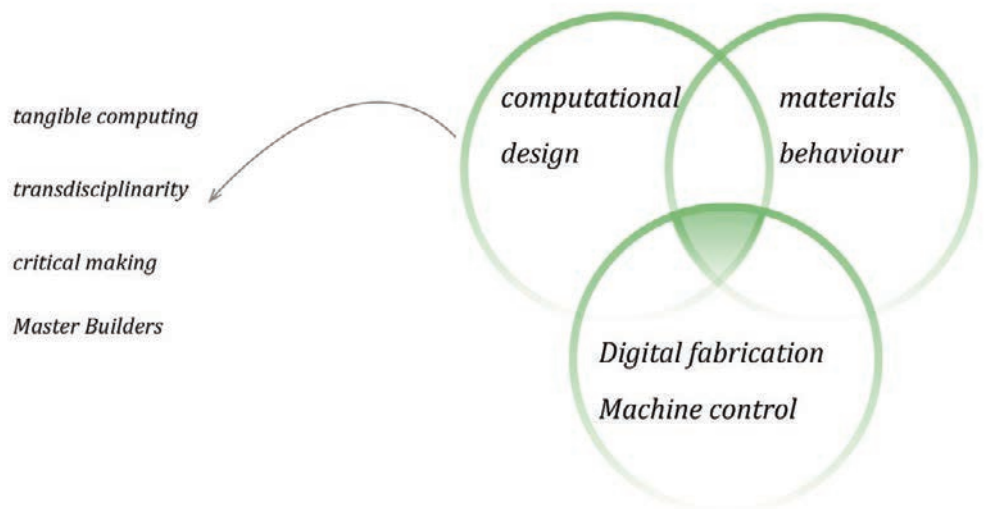 tangible computing
transdisciplinarity
critical making
Master Builders
computational
design
materials
behaviour
Digital fabrication
Machine control